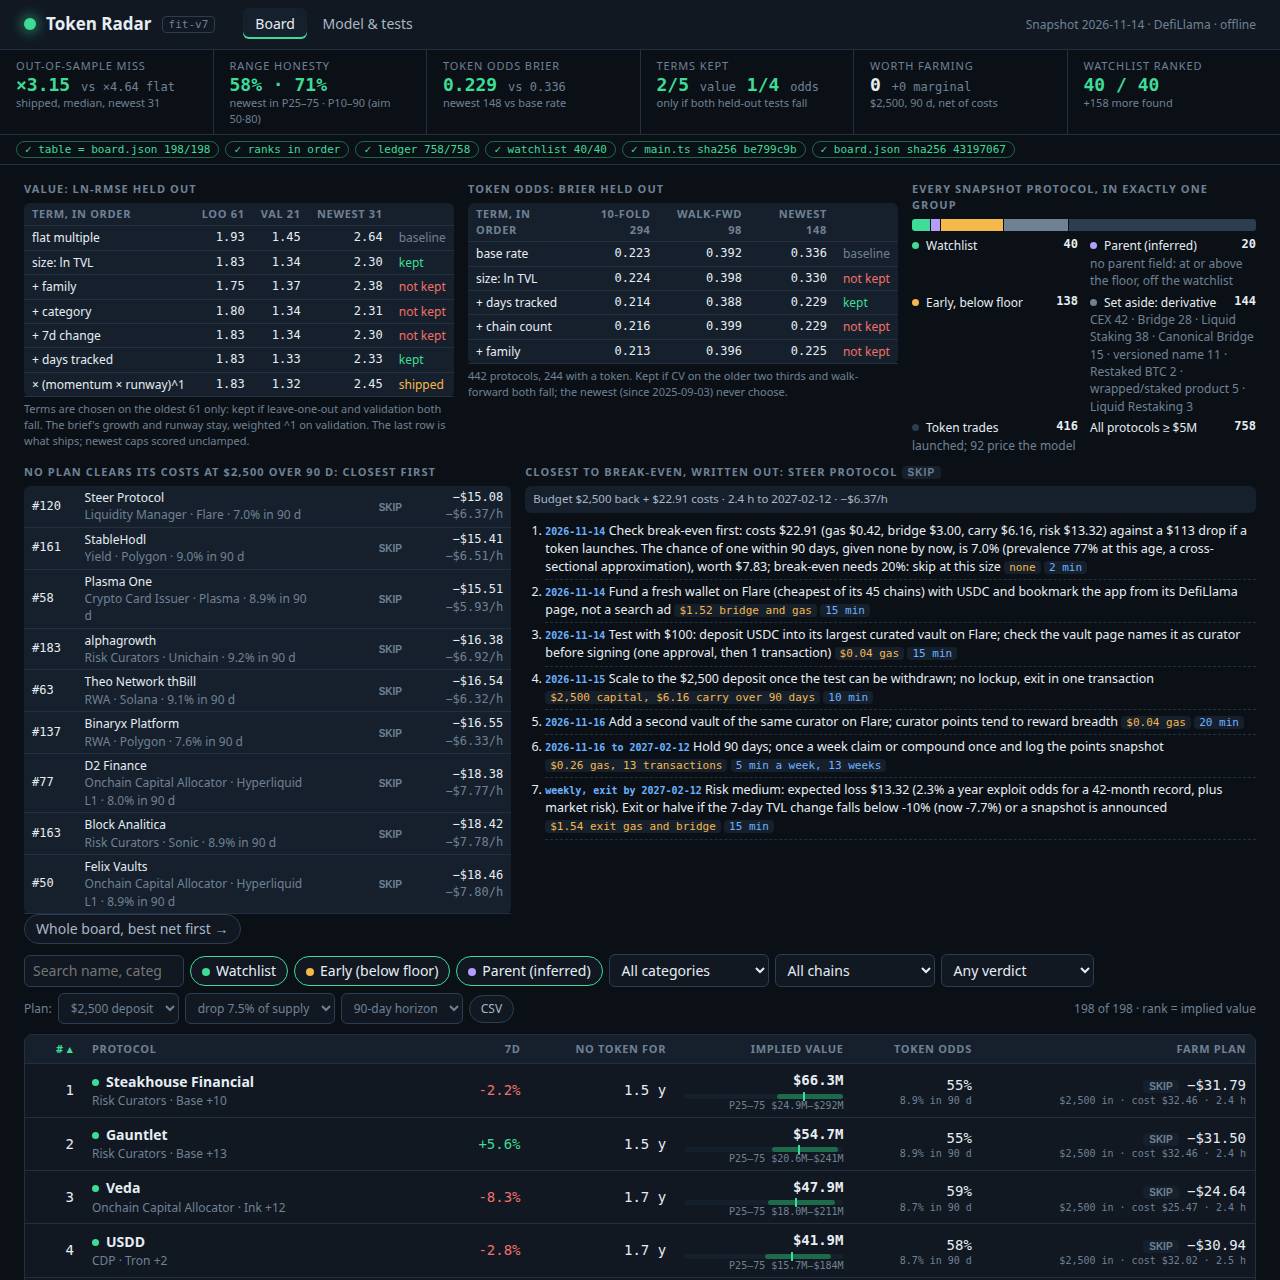 Token Radar fit-v7 Board Model & tests Snapshot 2026-11-14 · DefiLlama · offline
OUT-OF-SAMPLE MISS
×3.15 vs ×4.64 flat
shipped, median, newest 31
RANGE HONESTY
58% · 71%
newest in P25–75 · P10–90 (aim
50·80)
TOKEN ODDS BRIER
0.229 vs 0.336
newest 148 vs base rate
TERMS KEPT
2/5 value 1/4 odds
only if both held-out tests fall
WORTH FARMING
0 +0 marginal
$2,500, 90 d, net of costs
WATCHLIST RANKED
40 / 40
+158 more found
✓ table = board.json 198/198 ✓ ranks in order ✓ ledger 758/758 ✓ watchlist 40/40 ✓ main.ts sha256 be799c9b ✓ board.json sha256 43197067
VALUE: LN-RMSE HELD OUT
TERM, IN ORDER LOO 61 VAL 21 NEWEST 31
flat multiple 1.93 1.45 2.64 baseline
size: ln TVL 1.83 1.34 2.30 kept
+ family 1.75 1.37 2.38 not kept
+ category 1.80 1.34 2.31 not kept
+ 7d change 1.83 1.34 2.30 not kept
+ days tracked 1.83 1.33 2.33 kept
× (momentum × runway)^1 1.83 1.32 2.45 shipped
Terms are chosen on the oldest 61 only: kept if leave-one-out and validation both
fall. The brief's growth and runway stay, weighted ^1 on validation. The last row is
what ships; newest caps scored unclamped.
TOKEN ODDS: BRIER HELD OUT
TERM, IN ORDER 10-FOLD 294 WALK-FWD 98 NEWEST 148
base rate 0.223 0.392 0.336 baseline
size: ln TVL 0.224 0.398 0.330 not kept
+ days tracked 0.214 0.388 0.229 kept
+ chain count 0.216 0.399 0.229 not kept
+ family 0.213 0.396 0.225 not kept
442 protocols, 244 with a token. Kept if CV on the older two thirds and walk-
forward both fall; the newest (since 2025-09-03) never choose.
EVERY SNAPSHOT PROTOCOL, IN EXACTLY ONE
GROUP
Watchlist 40
Parent (inferred) 20
no parent field: at or above
the floor, off the watchlist
Early, below floor 138
Set aside: derivative 144
CEX 42 · Bridge 28 · Liquid
Staking 38 · Canonical Bridge
15 · versioned name 11 ·
Restaked BTC 2 ·
wrapped/staked product 5 ·
Liquid Restaking 3
Token trades 416
launched; 92 price the model
All protocols ≥ $5M 758
NO PLAN CLEARS ITS COSTS AT $2,500 OVER 90 D: CLOSEST FIRST
#120 Steer Protocol SKIP −$15.08
Liquidity Manager · Flare · 7.0% in 90 d −$6.37/h
#161 StableHodl SKIP −$15.41
Yield · Polygon · 9.0% in 90 d −$6.51/h
#58 Plasma One SKIP −$15.51
Crypto Card Issuer · Plasma · 8.9% in 90
d −$5.93/h
#183 alphagrowth SKIP −$16.38
Risk Curators · Unichain · 9.2% in 90 d −$6.92/h
#63 Theo Network thBill SKIP −$16.54
RWA · Solana · 9.1% in 90 d −$6.32/h
#137 Binaryx Platform SKIP −$16.55
RWA · Polygon · 7.6% in 90 d −$6.33/h
#77 D2 Finance SKIP −$18.38
Onchain Capital Allocator · Hyperliquid
L1 · 8.0% in 90 d −$7.77/h
#163 Block Analitica SKIP −$18.42
Risk Curators · Sonic · 8.9% in 90 d −$7.78/h
#50 Felix Vaults SKIP −$18.46
Onchain Capital Allocator · Hyperliquid
L1 · 8.9% in 90 d −$7.80/h
Whole board, best net first →
CLOSEST TO BREAK-EVEN, WRITTEN OUT: STEER PROTOCOL SKIP
Budget $2,500 back + $22.91 costs · 2.4 h to 2027-02-12 · −$6.37/h
1. 2026-11-14 Check break-even first: costs $22.91 (gas $0.42, bridge $3.00, carry $6.16, risk $13.32) against a $113 drop if a
token launches. The chance of one within 90 days, given none by now, is 7.0% (prevalence 77% at this age, a cross-
sectional approximation), worth $7.83; break-even needs 20%: skip at this size none 2 min
2. 2026-11-14 Fund a fresh wallet on Flare (cheapest of its 45 chains) with USDC and bookmark the app from its DefiLlama
page, not a search ad $1.52 bridge and gas 15 min
3. 2026-11-14 Test with $100: deposit USDC into its largest curated vault on Flare; check the vault page names it as curator
before signing (one approval, then 1 transaction) $0.04 gas 15 min
4. 2026-11-15 Scale to the $2,500 deposit once the test can be withdrawn; no lockup, exit in one transaction
$2,500 capital, $6.16 carry over 90 days 10 min
5. 2026-11-16 Add a second vault of the same curator on Flare; curator points tend to reward breadth $0.04 gas 20 min
6. 2026-11-16 to 2027-02-12 Hold 90 days; once a week claim or compound once and log the points snapshot
$0.26 gas, 13 transactions 5 min a week, 13 weeks
7. weekly, exit by 2027-02-12 Risk medium: expected loss $13.32 (2.3% a year exploit odds for a 42-month record, plus
market risk). Exit or halve if the 7-day TVL change falls below -10% (now -7.7%) or a snapshot is announced
$1.54 exit gas and bridge 15 min
Search name, categ Watchlist Early (below floor) Parent (inferred) All categories All chains Any verdict
Plan: $2,500 deposit drop 7.5% of supply 90-day horizon CSV 198 of 198 · rank = implied value
# ▲ PROTOCOL 7D NO TOKEN FOR IMPLIED VALUE TOKEN ODDS FARM PLAN
1 Steakhouse Financial -2.2% 1.5 y $66.3M 55% SKIP −$31.79
Risk Curators · Base +10 P25–75 $24.9M–$292M 8.9% in 90 d $2,500 in · cost $32.46 · 2.4 h
2 Gauntlet +5.6% 1.5 y $54.7M 55% SKIP −$31.50
Risk Curators · Base +13 P25–75 $20.6M–$241M 8.9% in 90 d $2,500 in · cost $32.46 · 2.4 h
3 Veda -8.3% 1.7 y $47.9M 59% SKIP −$24.64
Onchain Capital Allocator · Ink +12 P25–75 $18.0M–$211M 8.7% in 90 d $2,500 in · cost $25.47 · 2.4 h
4 USDD -2.8% 1.7 y $41.9M 58% SKIP −$30.94
CDP · Tron +2 P25–75 $15.7M–$184M 8.7% in 90 d $2,500 in · cost $32.02 · 2.5 h